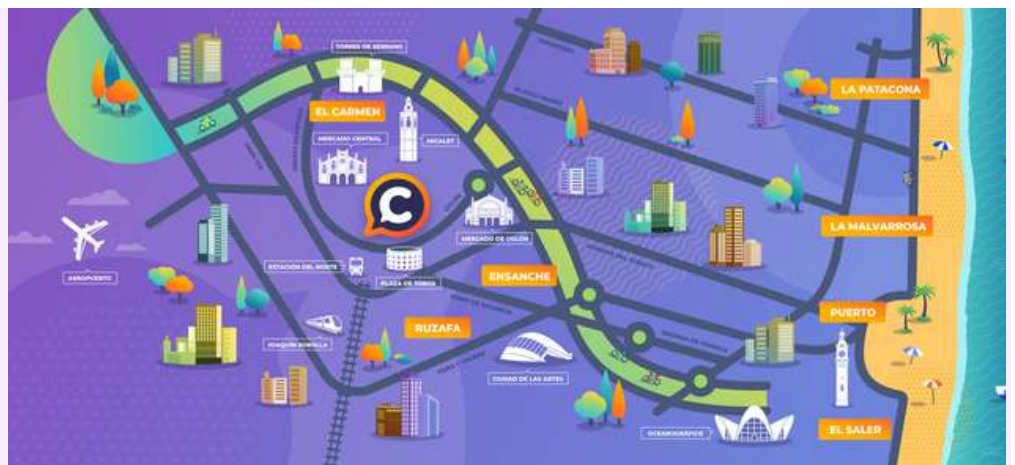 TORRES DE SERRANO
EL CARMEN
MERCADO CENTRAL
MICALET
LA PATACONA
C
MERCADO DE COLÓN
LA MALVARROSA
AEROPUERTO
ESTACIÓN DEL NORTE
PLAZA DE TOROS
ENSANCHE
PUERTO
RUZAFA
JOAQUÍN SOROLLA
CIUDAD DE LAS ARTES
OCEANOGRÁFICO
EL SALER